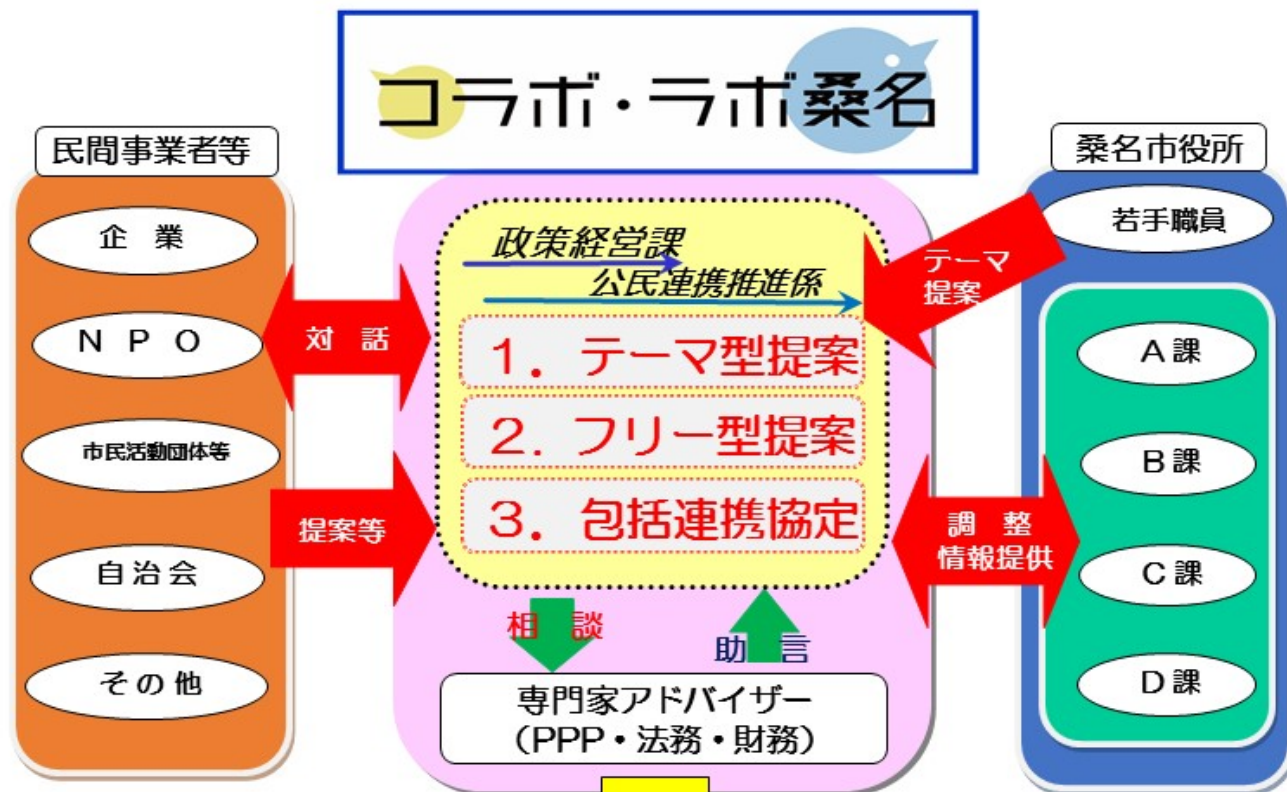 コラボ・ラボ桑名
民間事業者等
企　業
Ｎ　Ｐ　Ｏ
市民活動団体等
自治会
その他
対　話
提案等
政策経営課
公民連携推進係
１．テーマ型提案
２．フリー型提案
３．包括連携協定
相　談
助　言
専門家アドバイザー
（PPP・法務・財務）
桑名市役所
若手職員
テーマ
提案
調　整
情報提供
Ａ課
Ｂ課
Ｃ課
Ｄ課